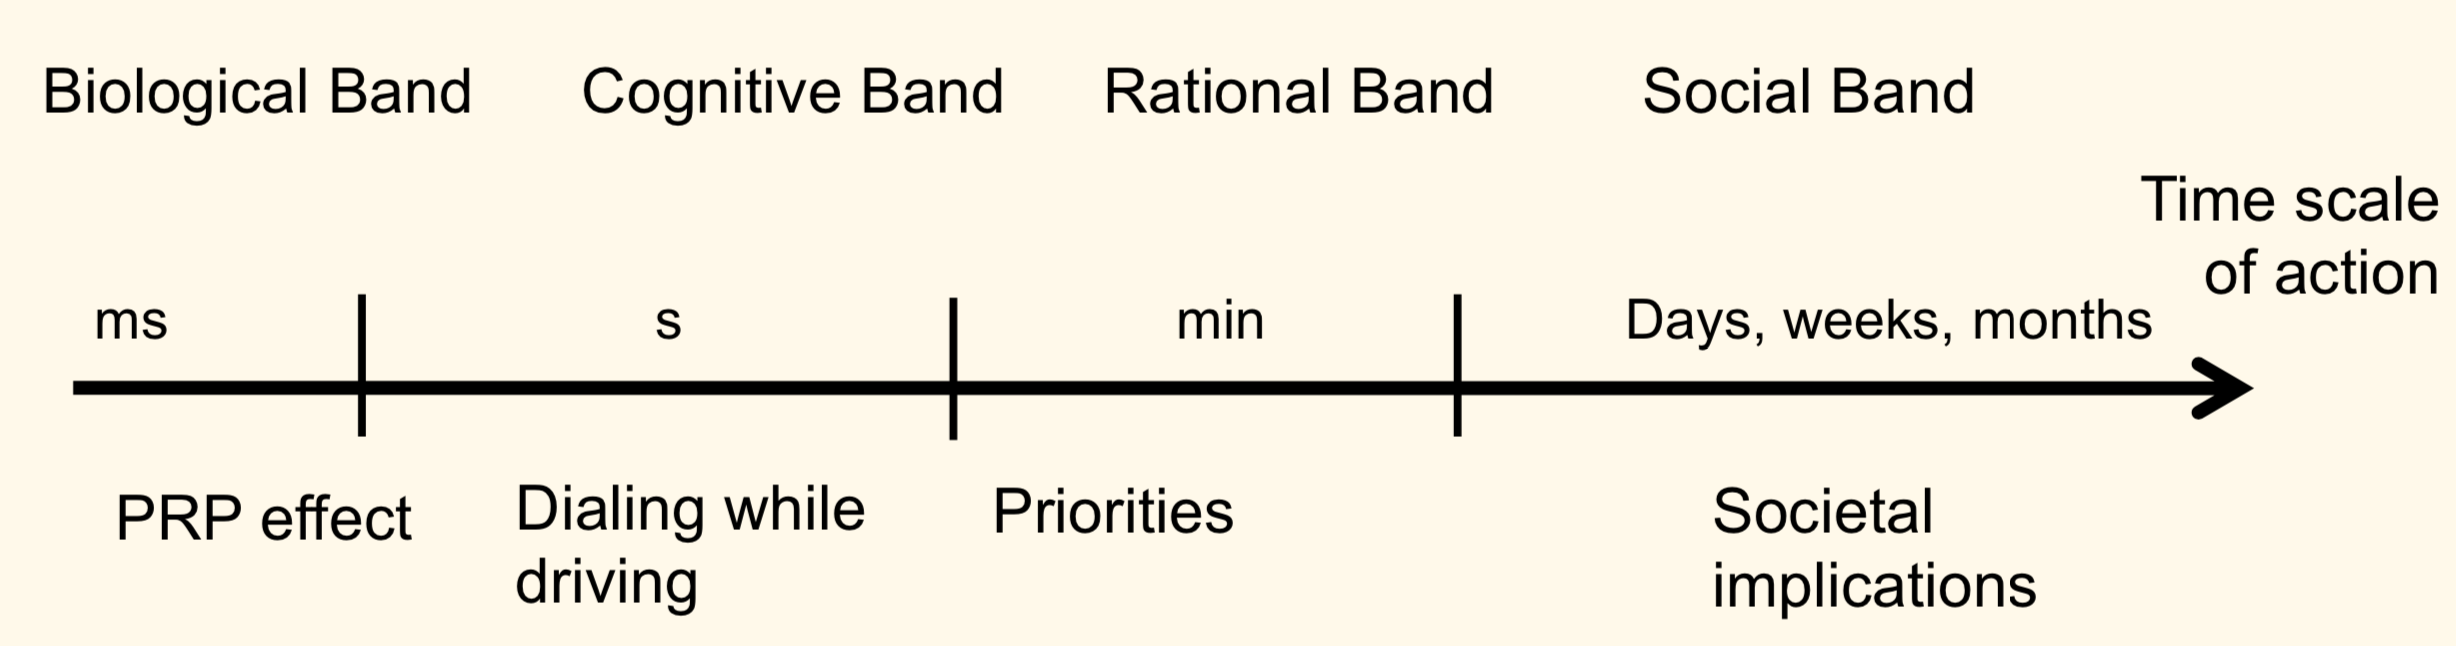 Biological Band
Cognitive Band
Rational Band
Social Band
Time scale
of action
ms
s
min
Days, weeks, months
PRP effect
Dialing while
driving
Priorities
Societal
implications